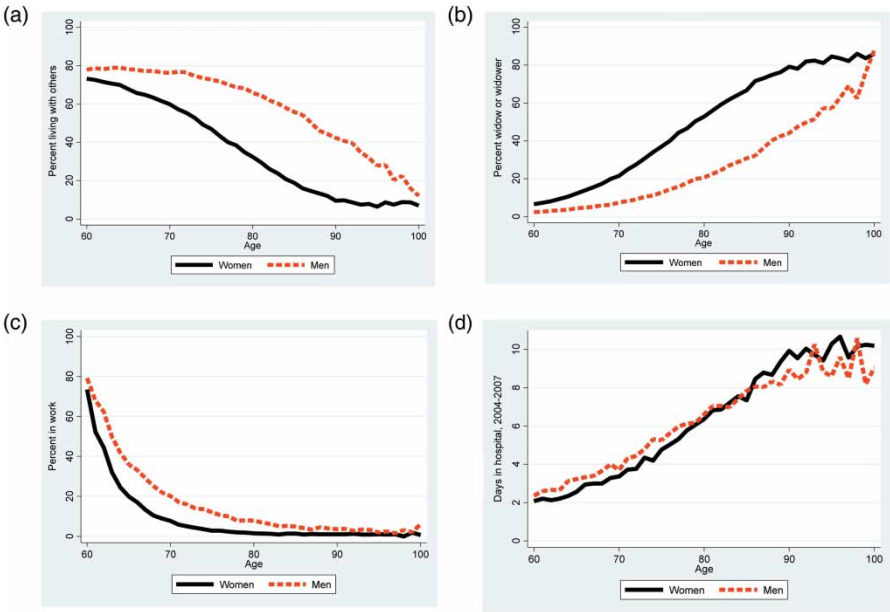 (a)
100
80
60
40
20
0
Percent living with others
60 70 80 90 100
Age
Women Men
(b)
100
80
60
40
20
0
Percent widow or widower
60 70 80 90 100
Age
Women Men
(c)
100
80
60
40
20
0
Percent in work
60 70 80 90 100
Age
Women Men
(d)
10
8
6
4
2
0
Days in hospital, 2004-2007
60 70 80 90 100
Age
Women Men